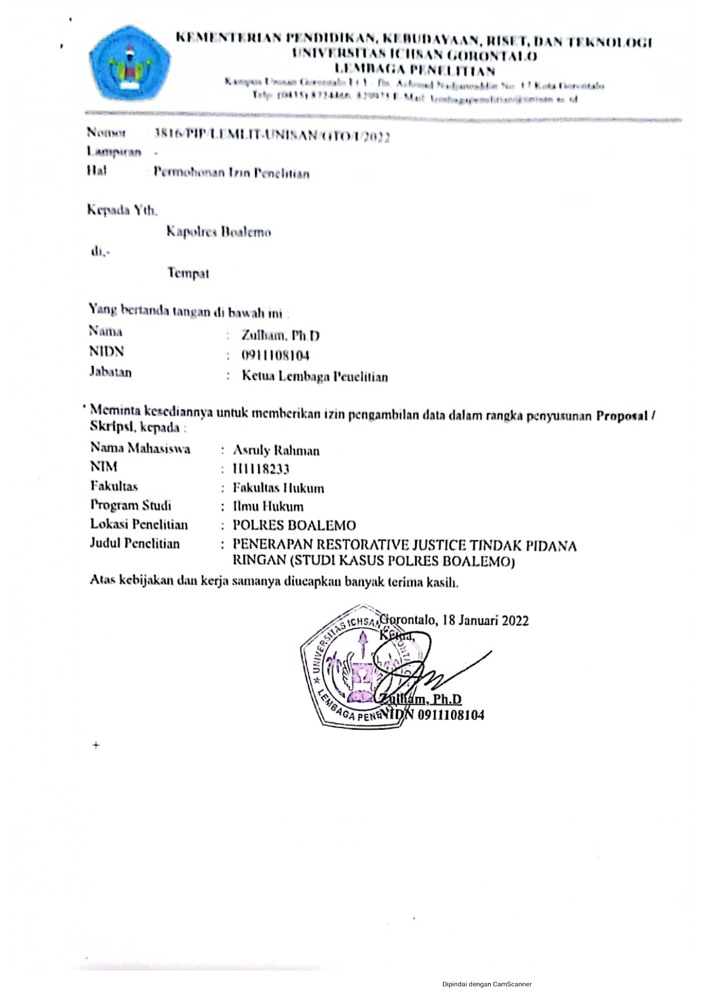 KEMENTERIAN PENDIDIKAN, KEBUDAYAAN, RISET, DAN TEKNOLOGI
UNIVERSITAS ICHSAN GORONTALO
LEMBAGA PENELITIAN
Kampus Unisan Gorontalo Lt 3 - Jln. Achmad Nadjamuddin No. 17 Kota Gorontalo
Telp: (0435) 8724466, 829975 E-Mail: lembagapenelitian@unisan.ac.id
Nomor : 3816/PIP/LEMLIT-UNISAN/GTO/I/2022
Lampiran : -
Hal : Permohonan Izin Penelitian
Kepada Yth.
Kapolres Boalemo
di,-
Tempat
Yang bertanda tangan di bawah ini :
Nama : Zulham, Ph.D
NIDN : 0911108104
Jabatan : Ketua Lembaga Penelitian
Meminta kesediannya untuk memberikan izin pengambilan data dalam rangka penyusunan Proposal /
Skripsi, kepada :
Nama Mahasiswa : Asruly Rahman
NIM : H1118233
Fakultas : Fakultas Hukum
Program Studi : Ilmu Hukum
Lokasi Penelitian : POLRES BOALEMO
Judul Penelitian : PENERAPAN RESTORATIVE JUSTICE TINDAK PIDANA
RINGAN (STUDI KASUS POLRES BOALEMO)
Atas kebijakan dan kerja samanya diucapkan banyak terima kasih.
Gorontalo, 18 Januari 2022
Ketua,
UNIVERSITAS ICHSAN GORONTALO
LEMBAGA PENELITIAN
Zulham, Ph.D
NIDN 0911108104
Dipindai dengan CamScanner